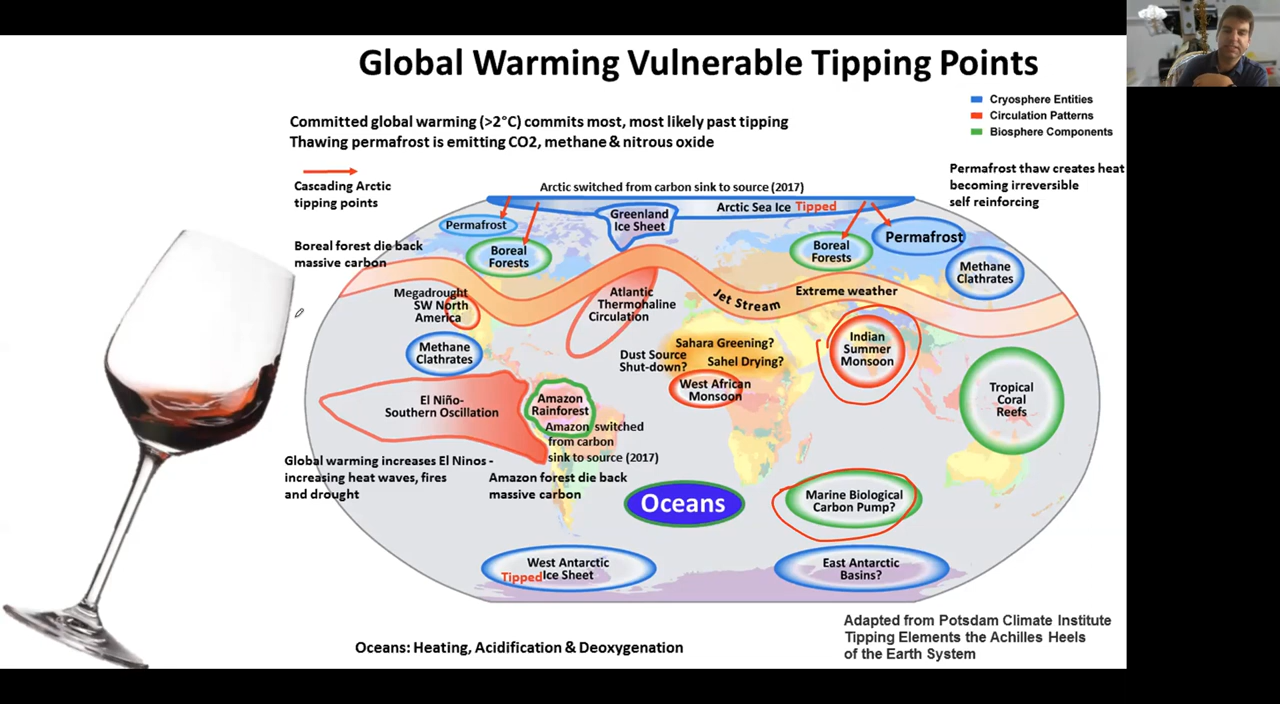 Global Warming Vulnerable Tipping Points
Cryosphere Entities
Circulation Patterns
Biosphere Components
Committed global warming (>2°C) commits most, most likely past tipping
Thawing permafrost is emitting CO2, methane & nitrous oxide
Cascading Arctic
tipping points
Permafrost thaw creates heat
becoming irreversible
self reinforcing
Arctic switched from carbon sink to source (2017)
Arctic Sea Ice Tipped
Greenland
Ice Sheet
Permafrost
Boreal
Forests
Boreal
Forests
Permafrost
Methane
Clathrates
Boreal forest die back
massive carbon
Megadrought
SW North
America
Atlantic
Thermohaline
Circulation
Jet Stream
Extreme weather
Methane
Clathrates
Sahara Greening?
Dust Source
Shut-down?
Sahel Drying?
West African
Monsoon
Indian
Summer
Monsoon
Tropical
Coral
Reefs
El Niño-
Southern Oscillation
Amazon
Rainforest
Amazon switched
from carbon
sink to source (2017)
Global warming increases El Ninos -
increasing heat waves, fires
and drought
Amazon forest die back
massive carbon
Oceans
Marine Biological
Carbon Pump?
West Antarctic
Tipped Ice Sheet
East Antarctic
Basins?
Oceans: Heating, Acidification & Deoxygenation
Adapted from Potsdam Climate Institute
Tipping Elements the Achilles Heels
of the Earth System